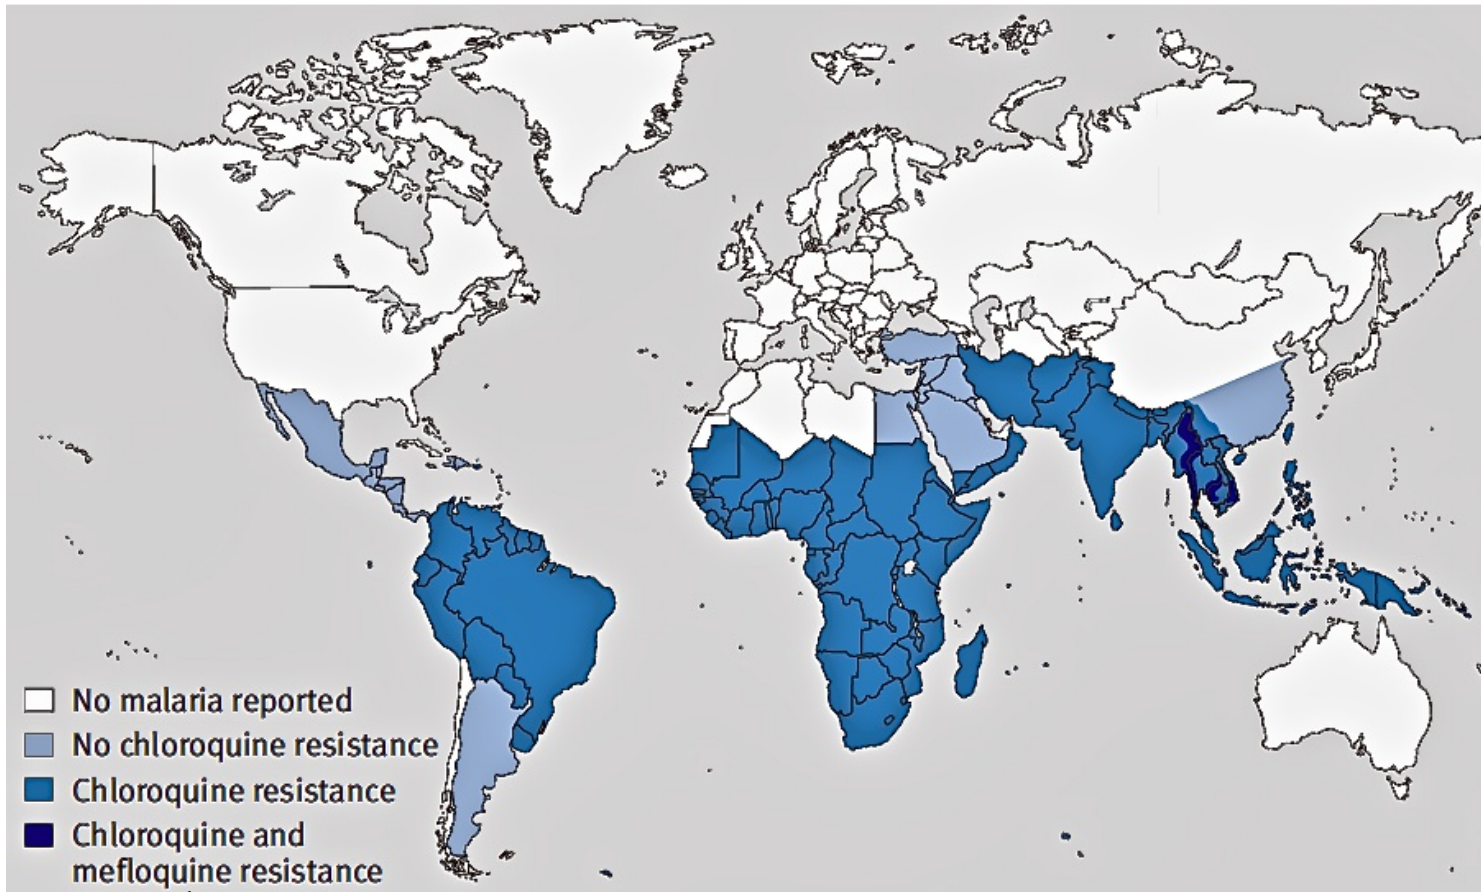 No malaria reported
No chloroquine resistance
Chloroquine resistance
Chloroquine and
mefloquine resistance